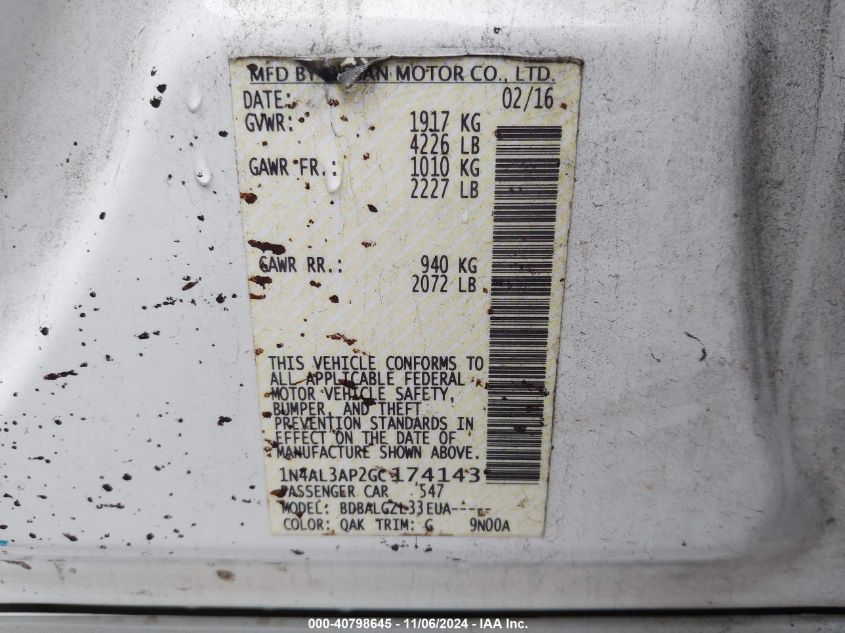 MFD BY NISSAN MOTOR CO., LTD.
DATE: 02/16
GVWR: 1917 KG
4226 LB
GAWR FR.: 1010 KG
2227 LB
GAWR RR.: 940 KG
2072 LB
THIS VEHICLE CONFORMS TO
ALL APPLICABLE FEDERAL
MOTOR VEHICLE SAFETY,
BUMPER, AND THEFT
PREVENTION STANDARDS IN
EFFECT ON THE DATE OF
MANUFACTURE SHOWN ABOVE.
1N4AL3AP2GC174143
PASSENGER CAR 547
MODEL: BDBALGZL33EUA-----
COLOR: QAK TRIM: G 9N00A
000-40798645 - 11/06/2024 - IAA Inc.